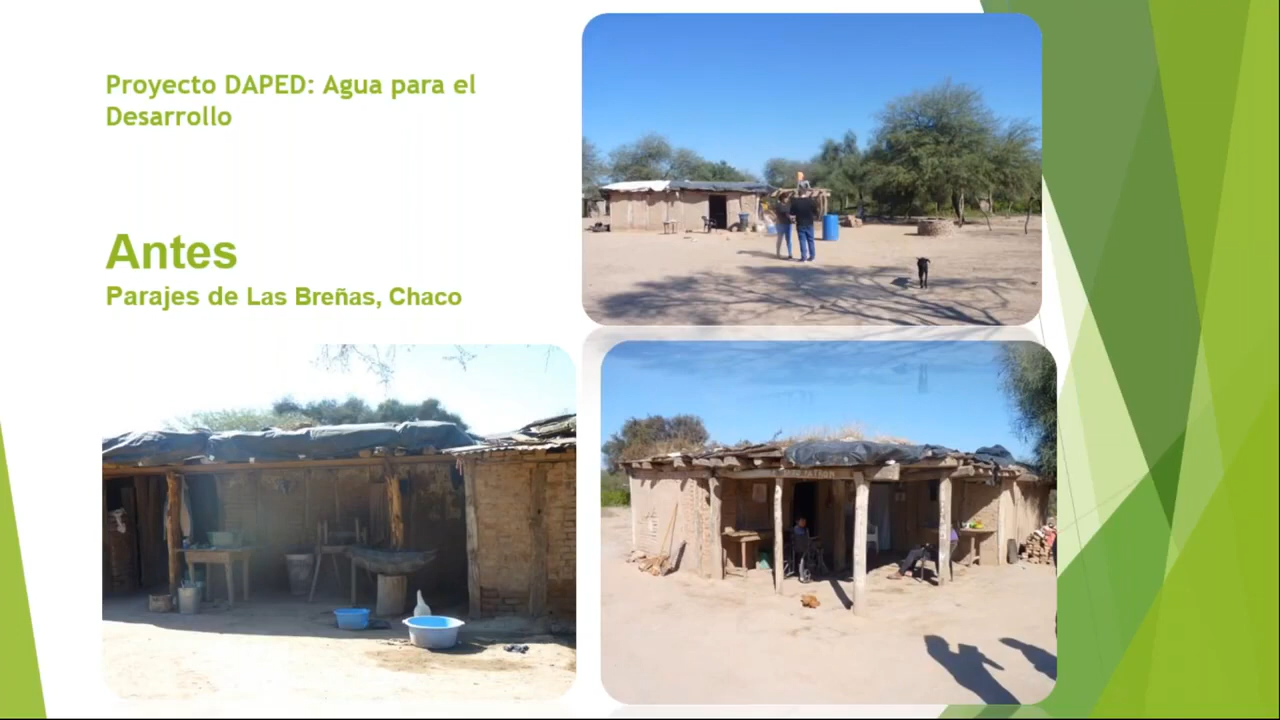 Proyecto DAPED: Agua para el
Desarrollo
Antes
Parajes de Las Breñas, Chaco